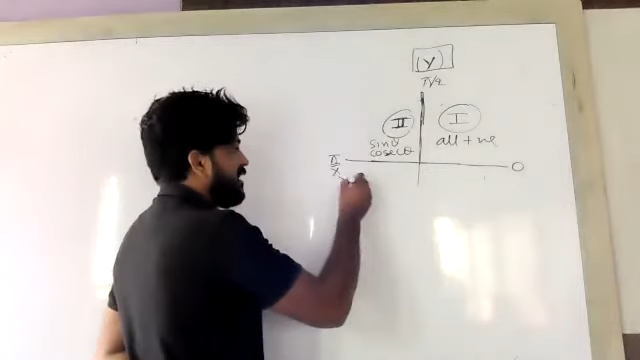 (y)
π/2
II
I
sinθ
cosecθ
all +ve
π
x
0